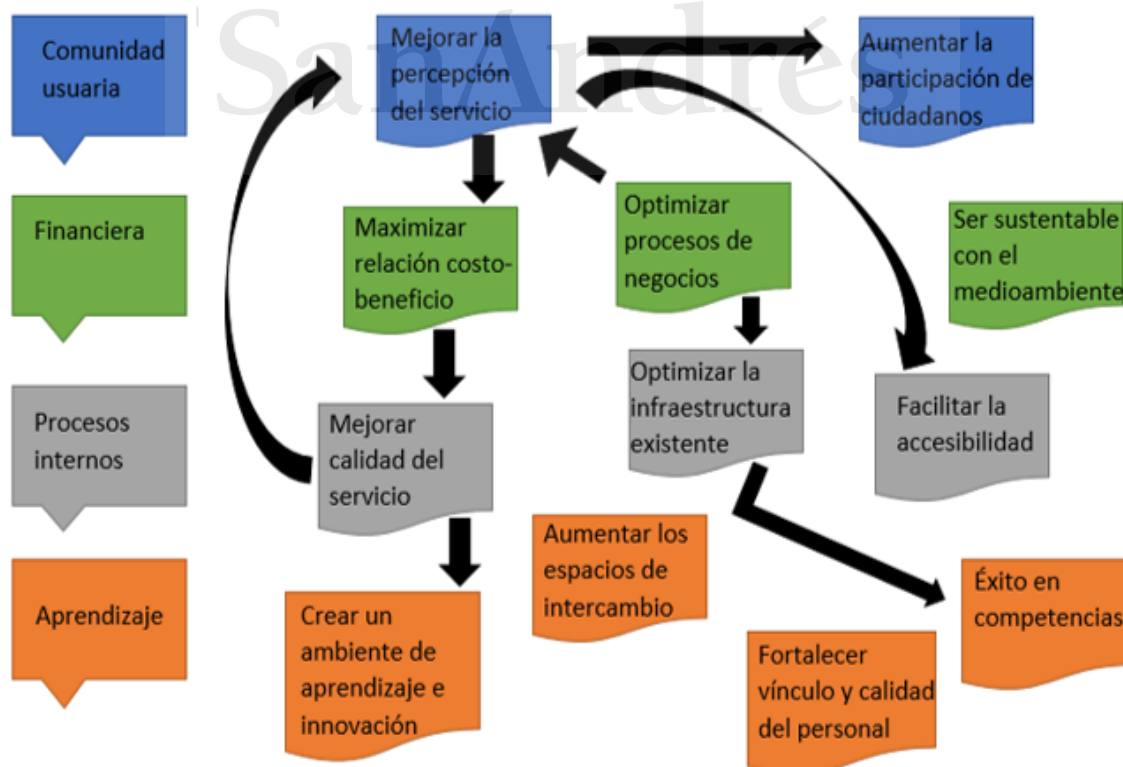 SanAndrés
Comunidad
usuaria
Mejorar la
percepción
del servicio
Aumentar la
participación de
ciudadanos
Financiera
Maximizar
relación costo-
beneficio
Optimizar
procesos de
negocios
Ser sustentable
con el
medioambiente
Procesos
internos
Mejorar
calidad del
servicio
Optimizar la
infraestructura
existente
Facilitar la
accesibilidad
Aprendizaje
Crear un
ambiente de
aprendizaje e
innovación
Aumentar los
espacios de
intercambio
Fortalecer
vínculo y calidad
del personal
Éxito en
competencias